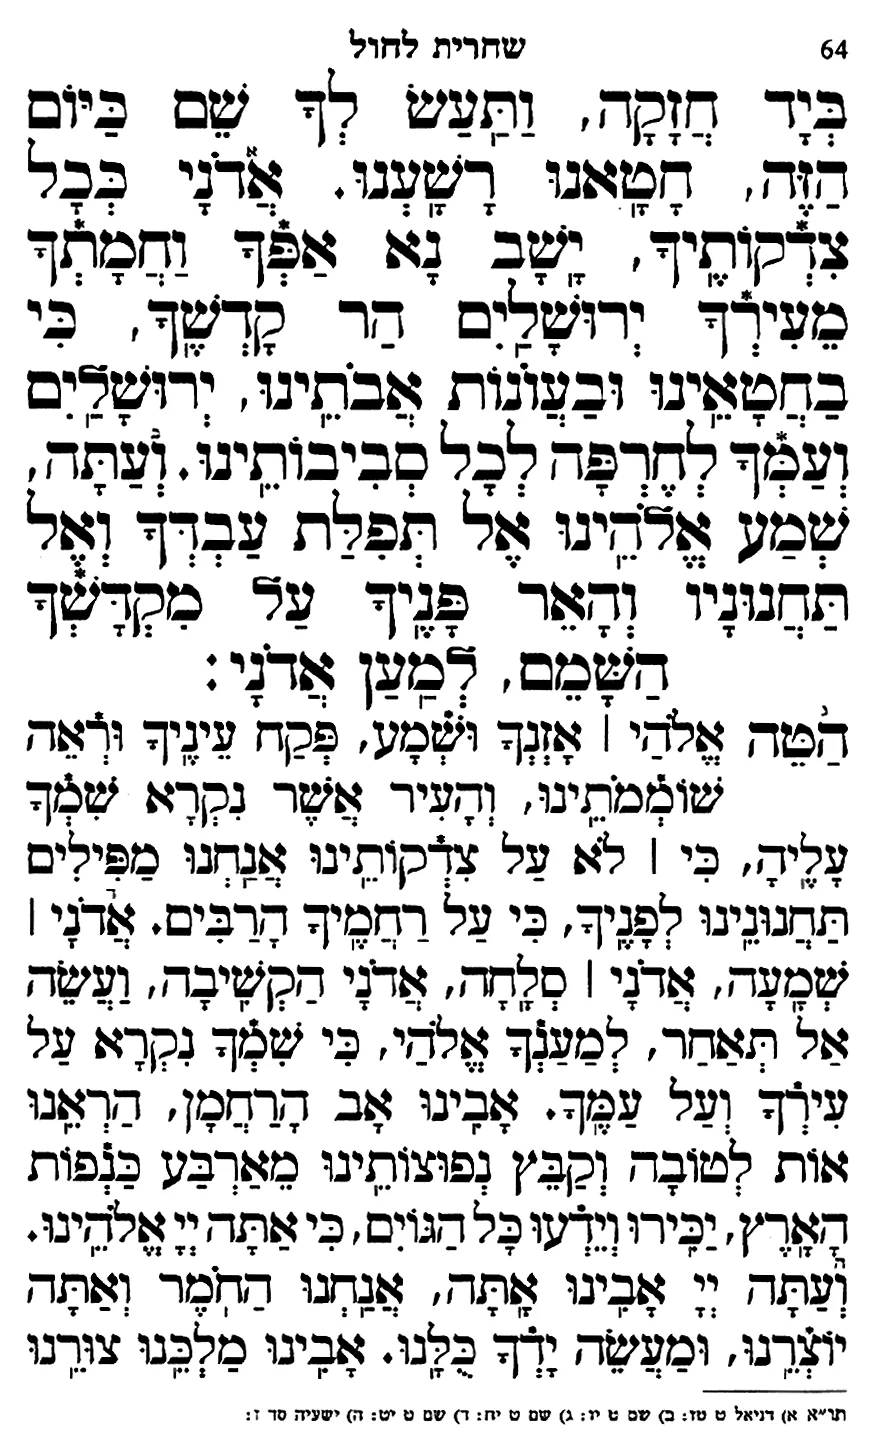 64 שחרית לחול
בְּיָד חֲזָקָה, וַתַּעַשׂ לְךָ שֵׁם כַּיּוֹם
הַזֶּה, חָטָאנוּ רָשָׁעְנוּ. אֲדֹנָי כְּכָל
צִדְקוֹתֶיךָ, יָשָׁב נָא אַפְּךָ וַחֲמָתְךָ
מֵעִירְךָ יְרוּשָׁלַיִם הַר קָדְשֶׁךָ, כִּי
בַחֲטָאֵינוּ וּבַעֲוֹנוֹת אֲבֹתֵינוּ, יְרוּשָׁלַיִם
וְעַמְּךָ לְחֶרְפָּה לְכָל סְבִיבוֹתֵינוּ. וְעַתָּה,
שְׁמַע אֱלֹהֵינוּ אֶל תְּפִלַּת עַבְדְּךָ וְאֶל
תַּחֲנוּנָיו וְהָאֵר פָּנֶיךָ עַל מִקְדָּשְׁךָ
הַשָּׁמֵם, לְמַעַן אֲדֹנָי:
הַטֵּה אֱלֹהַי | אָזְנְךָ וּשְׁמָע, פְּקַח עֵינֶיךָ וּרְאֵה
שׁוֹמְמֹתֵינוּ, וְהָעִיר אֲשֶׁר נִקְרָא שִׁמְךָ
עָלֶיהָ, כִּי | לֹא עַל צִדְקוֹתֵינוּ אֲנַחְנוּ מַפִּילִים
תַּחֲנוּנֵינוּ לְפָנֶיךָ, כִּי עַל רַחֲמֶיךָ הָרַבִּים. אֲדֹנָי |
שְׁמָעָה, אֲדֹנָי | סְלָחָה, אֲדֹנָי הַקְשִׁיבָה, וַעֲשֵׂה
אַל תְּאַחַר, לְמַעַנְךָ אֱלֹהַי, כִּי שִׁמְךָ נִקְרָא עַל
עִירְךָ וְעַל עַמֶּךָ. אָבִינוּ אָב הָרַחֲמָן, הַרְאֵנוּ
אוֹת לְטוֹבָה וְקַבֵּץ נְפוּצוֹתֵינוּ מֵאַרְבַּע כַּנְפוֹת
הָאָרֶץ, יַכִּירוּ וְיֵדְעוּ כָּל הַגּוֹיִם, כִּי אַתָּה יְיָ אֱלֹהֵינוּ.
וְעַתָּה יְיָ אָבִינוּ אָתָּה, אֲנַחְנוּ הַחֹמֶר וְאַתָּה
יוֹצְרֵנוּ, וּמַעֲשֵׂה יָדְךָ כֻּלָּנוּ. אָבִינוּ מַלְכֵּנוּ צוּרֵנוּ
תו״א א) דניאל ט טז: ב) שם ט יז: ג) שם ט יח: ד) שם ט יט: ה) ישעיה סד ז: